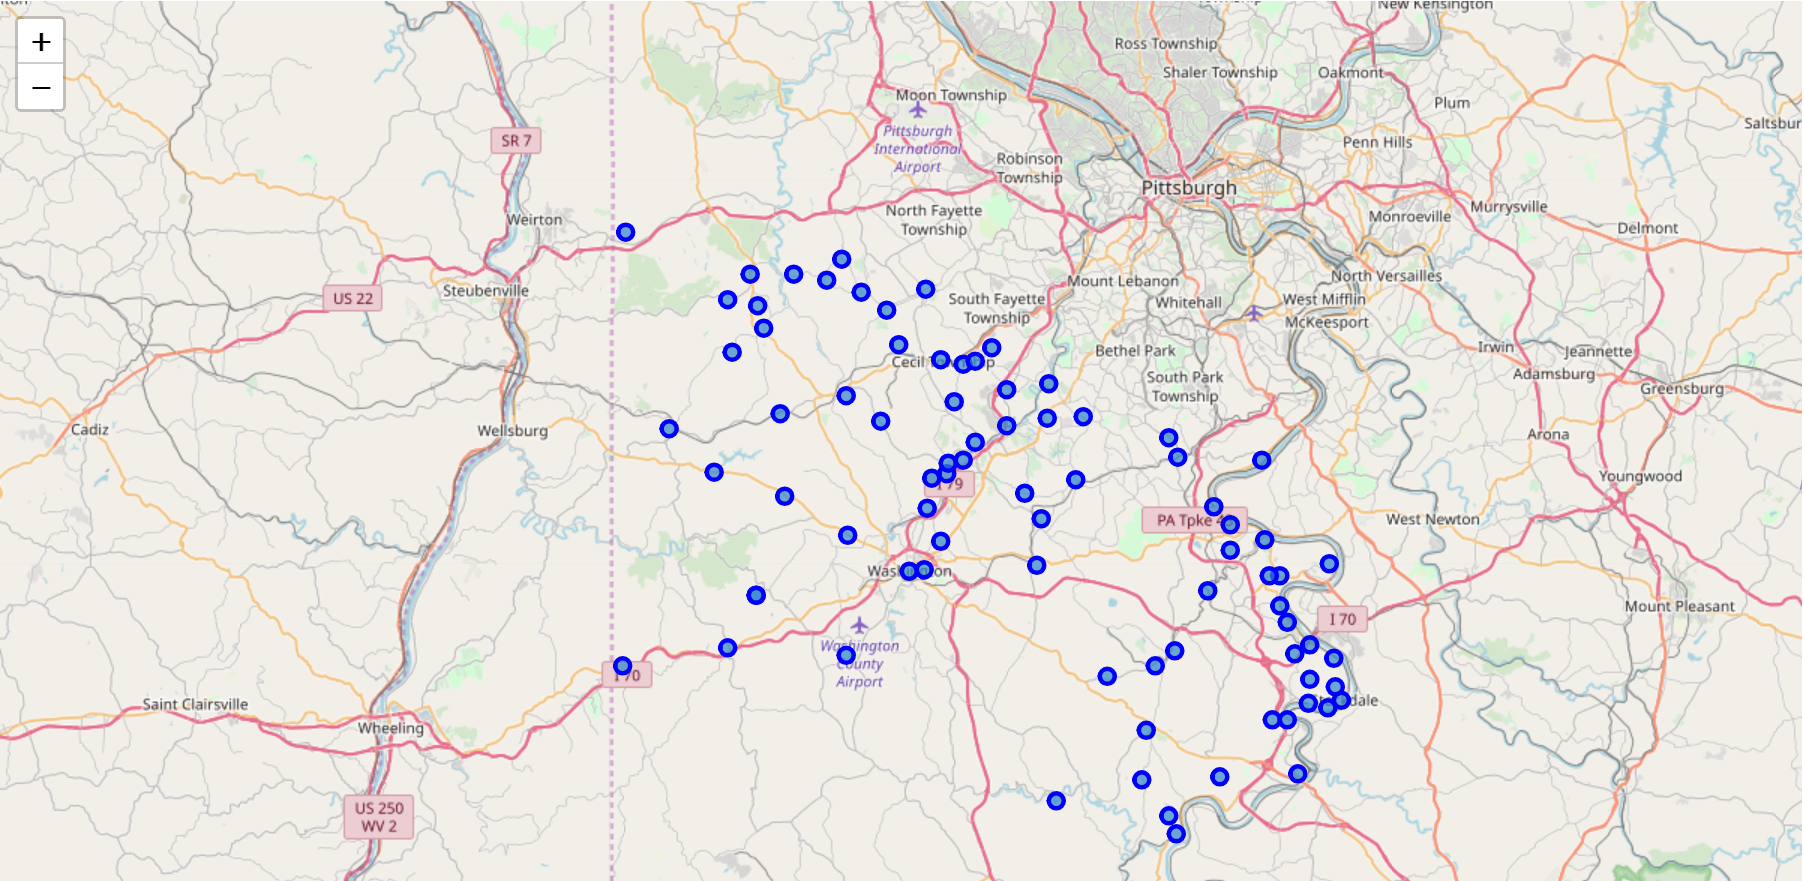 +
−
New Kensington
Ross Township
Shaler Township
Oakmont
Moon Township
Plum
SR 7
Pittsburgh
International
Airport
Penn Hills
Robinson
Township
Pittsburgh
Weirton
North Fayette
Township
Monroeville
Murrysville
Delmont
US 22
Steubenville
Mount Lebanon
North Versailles
South Fayette
Township
Whitehall
West Mifflin
McKeesport
Cecil
Bethel Park
Irwin
Jeannette
Adamsburg
South Park
Township
Greensburg
Cadiz
Wellsburg
Arona
Youngwood
79
PA Tpke
West Newton
I 70
Mount Pleasant
Washington
County
Airport
70
Saint Clairsville
Wheeling
dale
US 250
WV 2